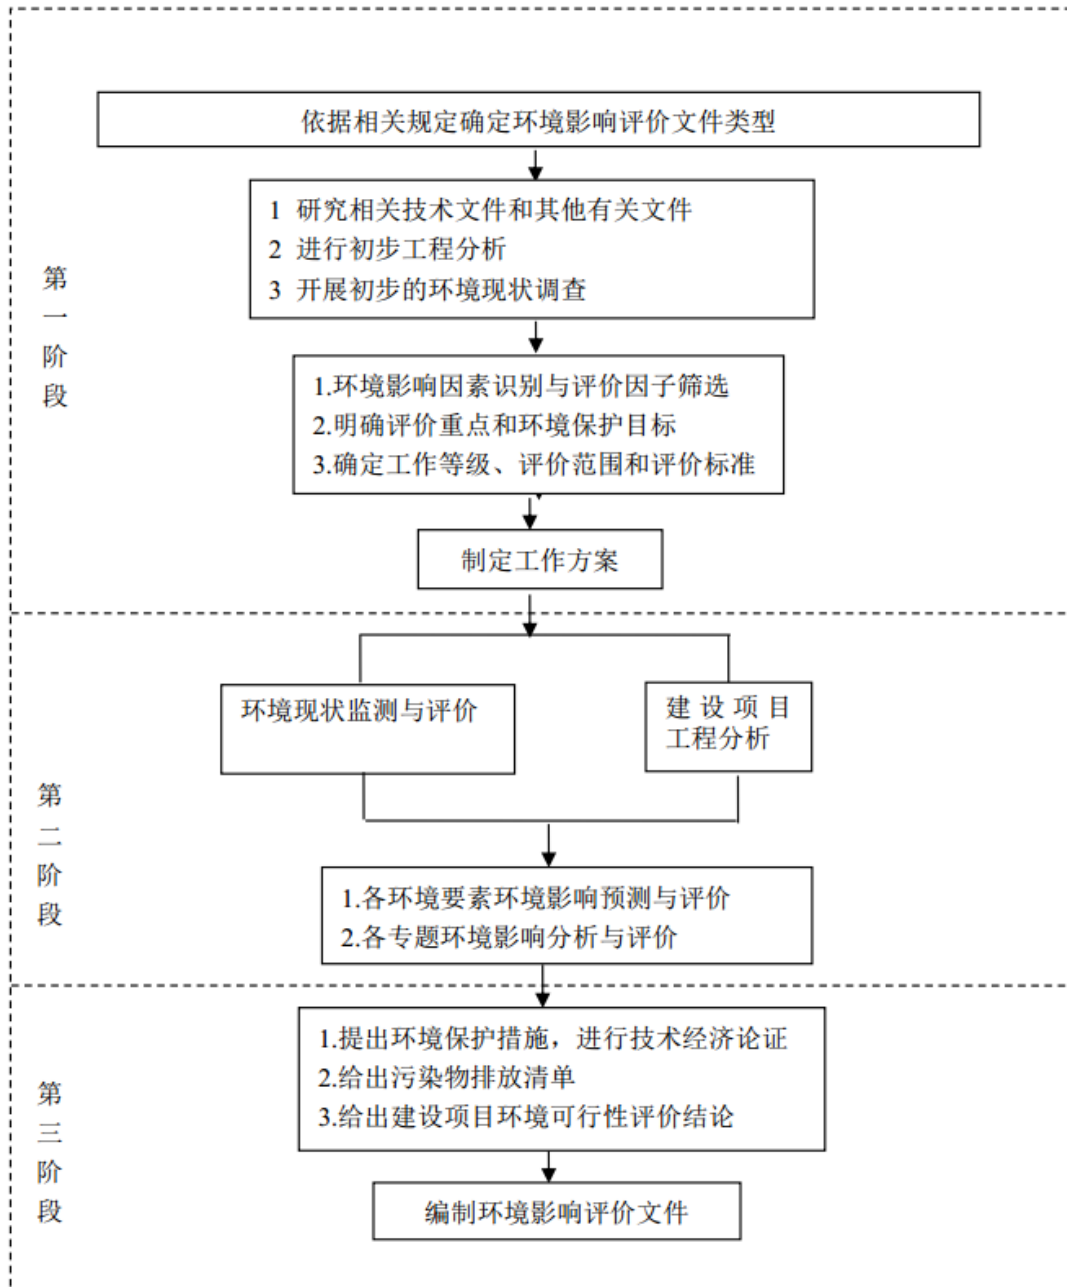 依据相关规定确定环境影响评价文件类型
1 研究相关技术文件和其他有关文件
2 进行初步工程分析
3 开展初步的环境现状调查
第一阶段
1.环境影响因素识别与评价因子筛选
2.明确评价重点和环境保护目标
3.确定工作等级、评价范围和评价标准
制定工作方案
环境现状监测与评价
建设项目
工程分析
第二阶段
1.各环境要素环境影响预测与评价
2.各专题环境影响分析与评价
1.提出环境保护措施，进行技术经济论证
2.给出污染物排放清单
3.给出建设项目环境可行性评价结论
第三阶段
编制环境影响评价文件